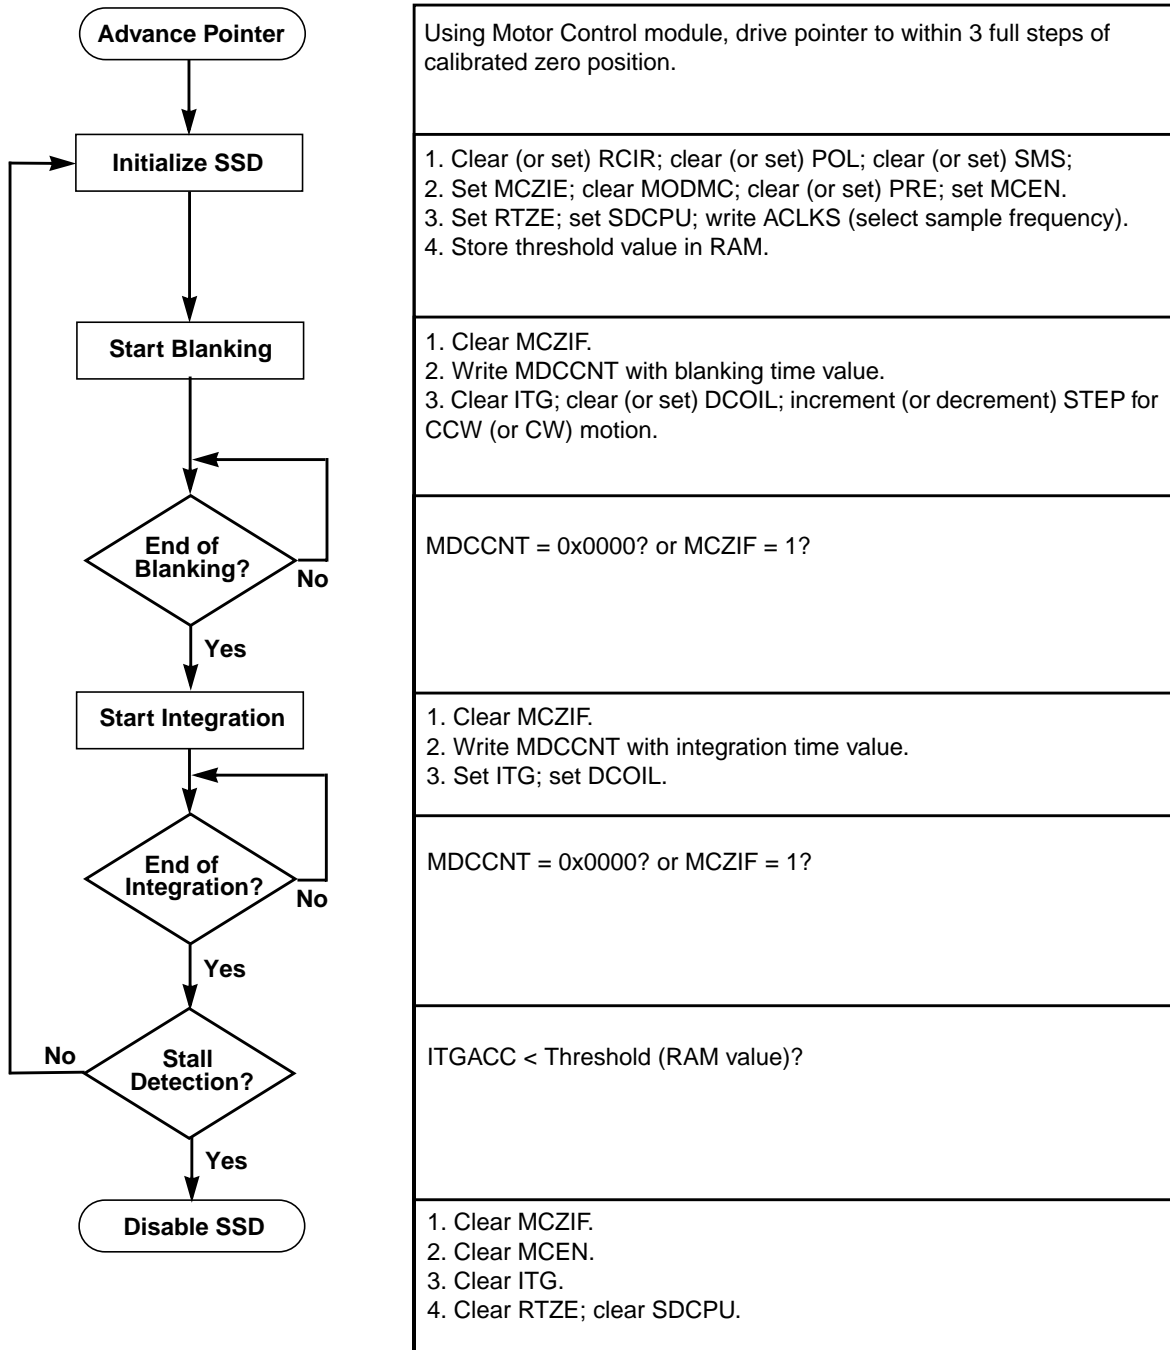 Advance Pointer
Using Motor Control module, drive pointer to within 3 full steps of
calibrated zero position.
Initialize SSD
1. Clear (or set) RCIR; clear (or set) POL; clear (or set) SMS;
2. Set MCZIE; clear MODMC; clear (or set) PRE; set MCEN.
3. Set RTZE; set SDCPU; write ACLKS (select sample frequency).
4. Store threshold value in RAM.
Start Blanking
1. Clear MCZIF.
2. Write MDCCNT with blanking time value.
3. Clear ITG; clear (or set) DCOIL; increment (or decrement) STEP for
CCW (or CW) motion.
End of
Blanking?
No
Yes
MDCCNT = 0x0000? or MCZIF = 1?
Start Integration
1. Clear MCZIF.
2. Write MDCCNT with integration time value.
3. Set ITG; set DCOIL.
End of
Integration?
No
Yes
MDCCNT = 0x0000? or MCZIF = 1?
No
Stall
Detection?
Yes
ITGACC < Threshold (RAM value)?
Disable SSD
1. Clear MCZIF.
2. Clear MCEN.
3. Clear ITG.
4. Clear RTZE; clear SDCPU.